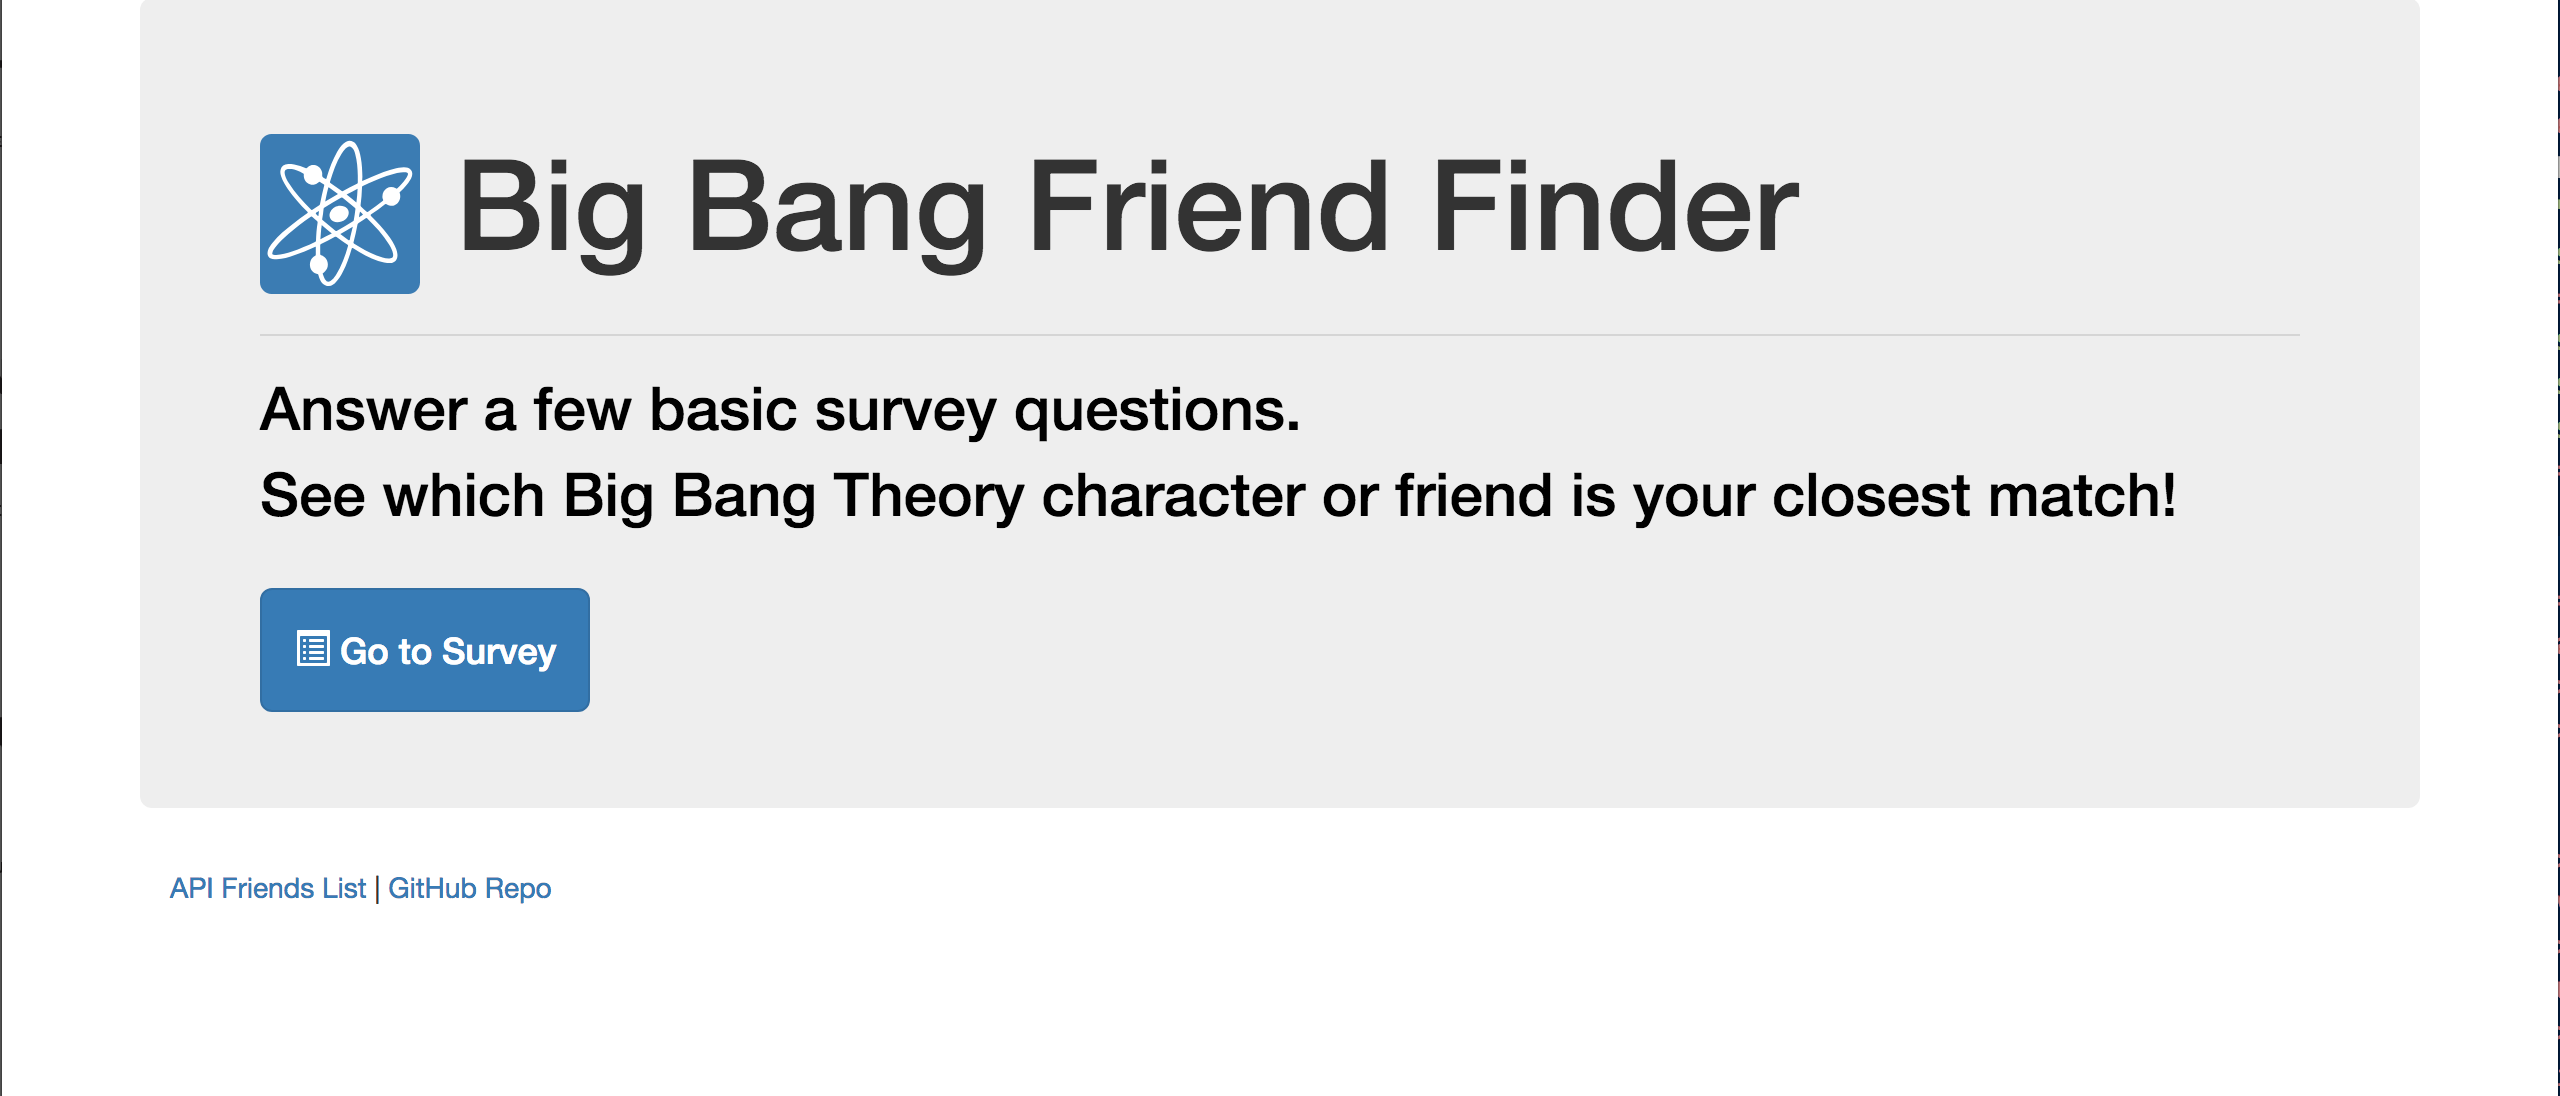 Big Bang Friend Finder
Answer a few basic survey questions.
See which Big Bang Theory character or friend is your closest match!
Go to Survey
API Friends List | GitHub Repo